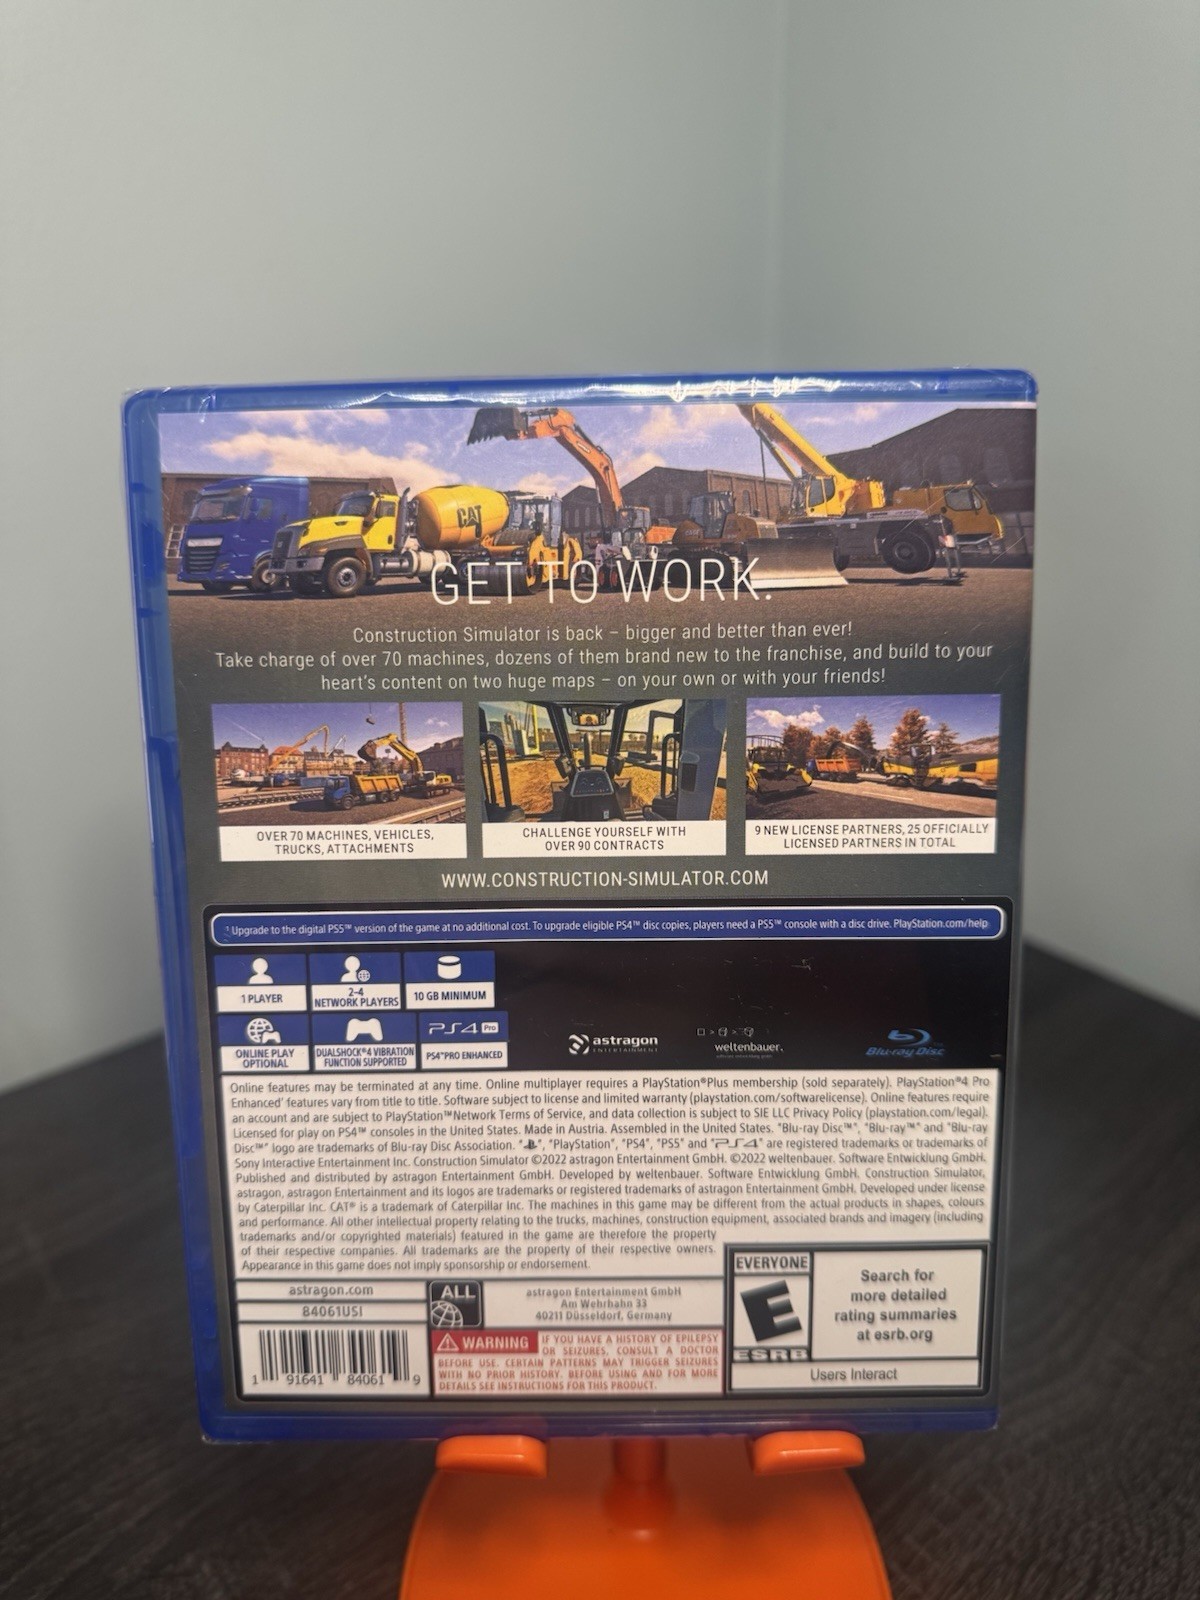 CAT
CASE
GET TO WORK.
Construction Simulator is back – bigger and better than ever!
Take charge of over 70 machines, dozens of them brand new to the franchise, and build to your
heart's content on two huge maps – on your own or with your friends!
OVER 70 MACHINES, VEHICLES,
TRUCKS, ATTACHMENTS
CHALLENGE YOURSELF WITH
OVER 90 CONTRACTS
9 NEW LICENSE PARTNERS, 25 OFFICIALLY
LICENSED PARTNERS IN TOTAL
WWW.CONSTRUCTION-SIMULATOR.COM
¹ Upgrade to the digital PS5™ version of the game at no additional cost. To upgrade eligible PS4™ disc copies, players need a PS5™ console with a disc drive. PlayStation.com/help
1 PLAYER
2-4
NETWORK PLAYERS
10 GB MINIMUM
ONLINE PLAY
OPTIONAL
DUALSHOCK®4 VIBRATION
FUNCTION SUPPORTED
PS4 Pro
PS4™PRO ENHANCED
astragon
ENTERTAINMENT
weltenbauer.
Blu-ray Disc
Online features may be terminated at any time. Online multiplayer requires a PlayStation®Plus membership (sold separately). PlayStation®4 Pro
Enhanced' features vary from title to title. Software subject to license and limited warranty (playstation.com/softwarelicense). Online features require
an account and are subject to PlayStation™Network Terms of Service, and data collection is subject to SIE LLC Privacy Policy (playstation.com/legal).
Licensed for play on PS4™ consoles in the United States. Made in Austria. Assembled in the United States. "Blu-ray Disc™", "Blu-ray™" and "Blu-ray
Disc™" logo are trademarks of Blu-ray Disc Association. "PS", "PlayStation", "PS4", "PS5" and "PS4" are registered trademarks or trademarks of
Sony Interactive Entertainment Inc. Construction Simulator ©2022 astragon Entertainment GmbH. ©2022 weltenbauer. Software Entwicklung GmbH.
Published and distributed by astragon Entertainment GmbH. Developed by weltenbauer. Software Entwicklung GmbH. Construction Simulator,
astragon, astragon Entertainment and its logos are trademarks or registered trademarks of astragon Entertainment GmbH. Developed under license
by Caterpillar Inc. CAT® is a trademark of Caterpillar Inc. The machines in this game may be different from the actual products in shapes, colours
and performance. All other intellectual property relating to the trucks, machines, construction equipment, associated brands and imagery (including
trademarks and/or copyrighted materials) featured in the game are therefore the property
of their respective companies. All trademarks are the property of their respective owners.
Appearance in this game does not imply sponsorship or endorsement.
astragon.com
84061USI
1 91641 84061 9
ALL
astragon Entertainment GmbH
Am Wehrhahn 33
40211 Düsseldorf, Germany
WARNING IF YOU HAVE A HISTORY OF EPILEPSY
OR SEIZURES, CONSULT A DOCTOR
BEFORE USE. CERTAIN PATTERNS MAY TRIGGER SEIZURES
WITH NO PRIOR HISTORY. BEFORE USING AND FOR MORE
DETAILS SEE INSTRUCTIONS FOR THIS PRODUCT.
EVERYONE
E
ESRB
Search for
more detailed
rating summaries
at esrb.org
Users Interact